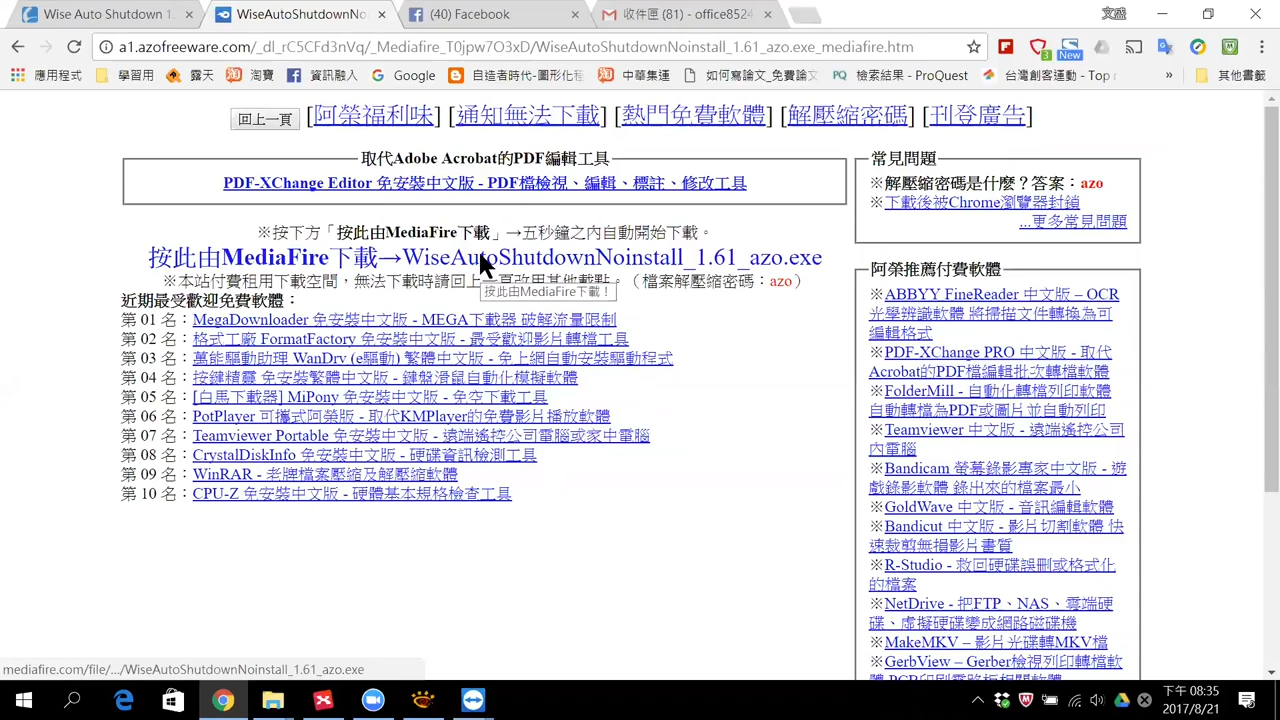 Wise Auto Shutdown 1.
WiseAutoShutdownNo
(40) Facebook
收件匣 (81) - office8524
文盛
a1.azofreeware.com/_dl_rCECFd3nVq/_Mediafire_T0jpw7O3xD/WiseAutoShutdownNoinstall_1.61_azo.exe_mediafire.htm
3
New
應用程式
學習用
露天
淘寶
資訊融入
Google
自造者時代-圖形化程
中華集運
如何寫論文_免費論文
檢索結果 - ProQuest
台灣創客運動 - Top r
»
其他書籤
回上一頁
[阿榮福利味] [通知無法下載] [熱門免費軟體] [解壓縮密碼] [刊登廣告]
取代Adobe Acrobat的PDF編輯工具
PDF-XChange Editor 免安裝中文版 - PDF檔檢視、編輯、標註、修改工具
※按下方「按此由MediaFire下載」→五秒鐘之內自動開始下載。
按此由MediaFire下載→WiseAutoShutdownNoinstall_1.61_azo.exe
※本站付費租用下載空間，無法下載時請回上一頁改用其他載點。（檔案解壓縮密碼：azo）
按此由MediaFire下載！
近期最受歡迎免費軟體：
第 01 名：MegaDownloader 免安裝中文版 - MEGA下載器 破解流量限制
第 02 名：格式工廠 FormatFactory 免安裝中文版 - 最受歡迎影片轉檔工具
第 03 名：萬能驅動助理 WanDrv (e驅動) 繁體中文版 - 免上網自動安裝驅動程式
第 04 名：按鍵精靈 免安裝繁體中文版 - 鍵盤滑鼠自動化模擬軟體
第 05 名：[白馬下載器] MiPony 免安裝中文版 - 免空下載工具
第 06 名：PotPlayer 可攜式阿榮版 - 取代KMPlayer的免費影片播放軟體
第 07 名：Teamviewer Portable 免安裝中文版 - 遠端遙控公司電腦或家中電腦
第 08 名：CrystalDiskInfo 免安裝中文版 - 硬碟資訊檢測工具
第 09 名：WinRAR - 老牌檔案壓縮及解壓縮軟體
第 10 名：CPU-Z 免安裝中文版 - 硬體基本規格檢查工具
常見問題
※解壓縮密碼是什麼？答案：azo
※下載後被Chrome瀏覽器封鎖
...更多常見問題
阿榮推薦付費軟體
※ABBYY FineReader 中文版 – OCR
光學辨識軟體 將掃描文件轉換為可
編輯格式
※PDF-XChange PRO 中文版 - 取代
Acrobat的PDF檔編輯批次轉檔軟體
※FolderMill - 自動化轉檔列印軟體
自動轉檔為PDF或圖片並自動列印
※Teamviewer 中文版 - 遠端遙控公司
內電腦
※Bandicam 螢幕錄影專家中文版 - 遊
戲錄影軟體 錄出來的檔案最小
※GoldWave 中文版 - 音訊編輯軟體
※Bandicut 中文版 - 影片切割軟體 快
速裁剪無損影片畫質
※R-Studio - 救回硬碟誤刪或格式化
的檔案
※NetDrive - 把FTP、NAS、雲端硬
碟、虛擬硬碟變成網路磁碟機
※MakeMKV – 影片光碟轉MKV檔
※GerbView – Gerber檢視列印轉檔軟
mediafire.com/file/.../WiseAutoShutdownNoinstall_1.61_azo.exe
下午 08:35
2017/8/21